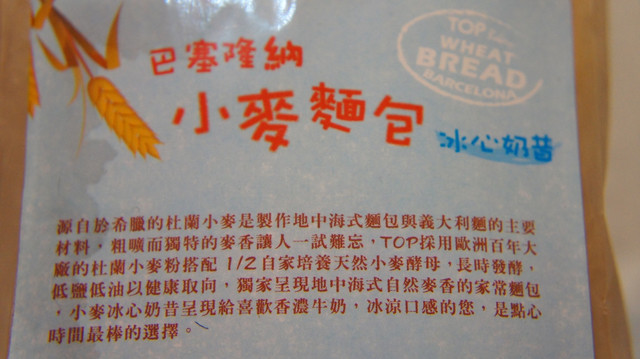 TOP
WHEAT
BREAD
BARCELONA
巴塞隆納
小麥麵包
冰心奶昔
源自於希臘的杜蘭小麥是製作地中海式麵包與義大利麵的主要
材料，粗曠而獨特的麥香讓人一試難忘，TOP採用歐洲百年大
廠的杜蘭小麥粉搭配 1/2 自家培養天然小麥酵母，長時發酵，
低鹽低油以健康取向，獨家呈現地中海式自然麥香的家常麵包
，小麥冰心奶昔呈現給喜歡香濃牛奶，冰涼口感的您，是點心
時間最棒的選擇。